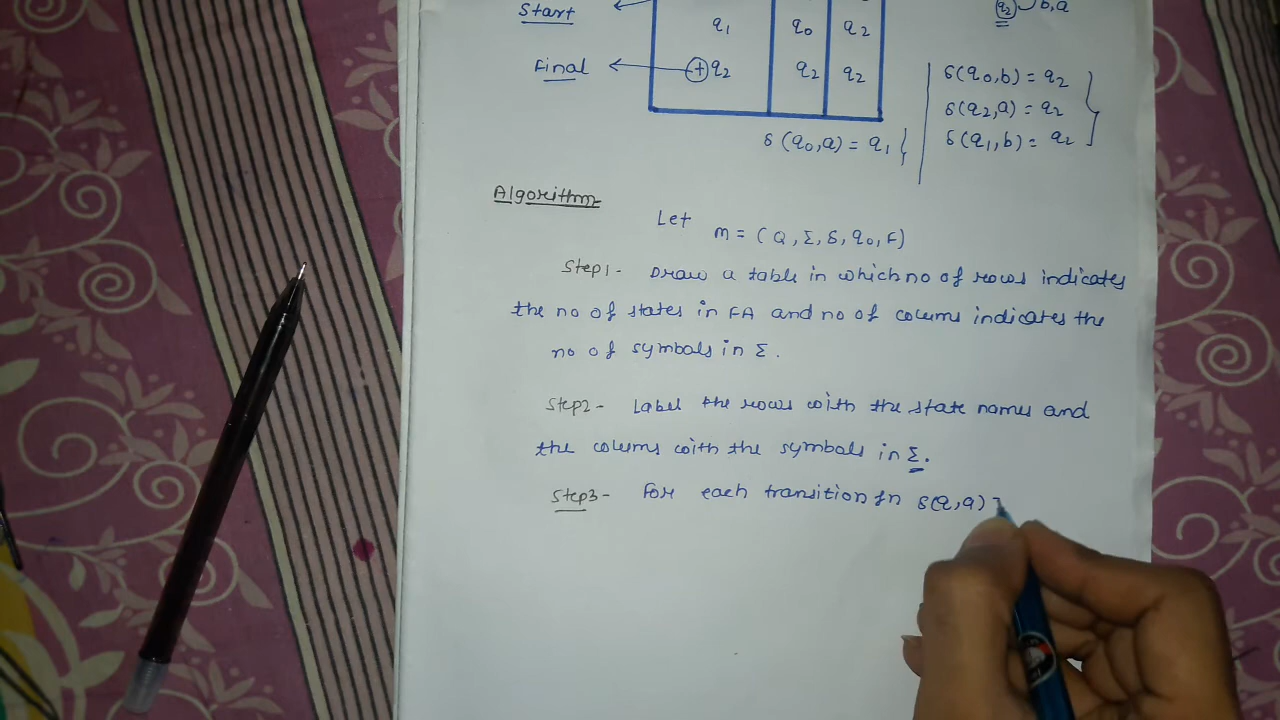 Start
q1 q0 q2
q2 b,a
Final + q2 q2 q2
δ(q0,b) = q2
δ(q2,a) = q2
δ(q1,b) = q2
δ(q0,a) = q1
Algorithm
Let
m = (Q, Σ, δ, q0, F)
Step1- Draw a table in which no of rows indicates
the no of states in FA and no of colums indicates the
no of symbols in Σ.
Step2- Label the rows with the state names and
the colums with the symbols in Σ.
Step3- For each transition fn δ(Q,a) =